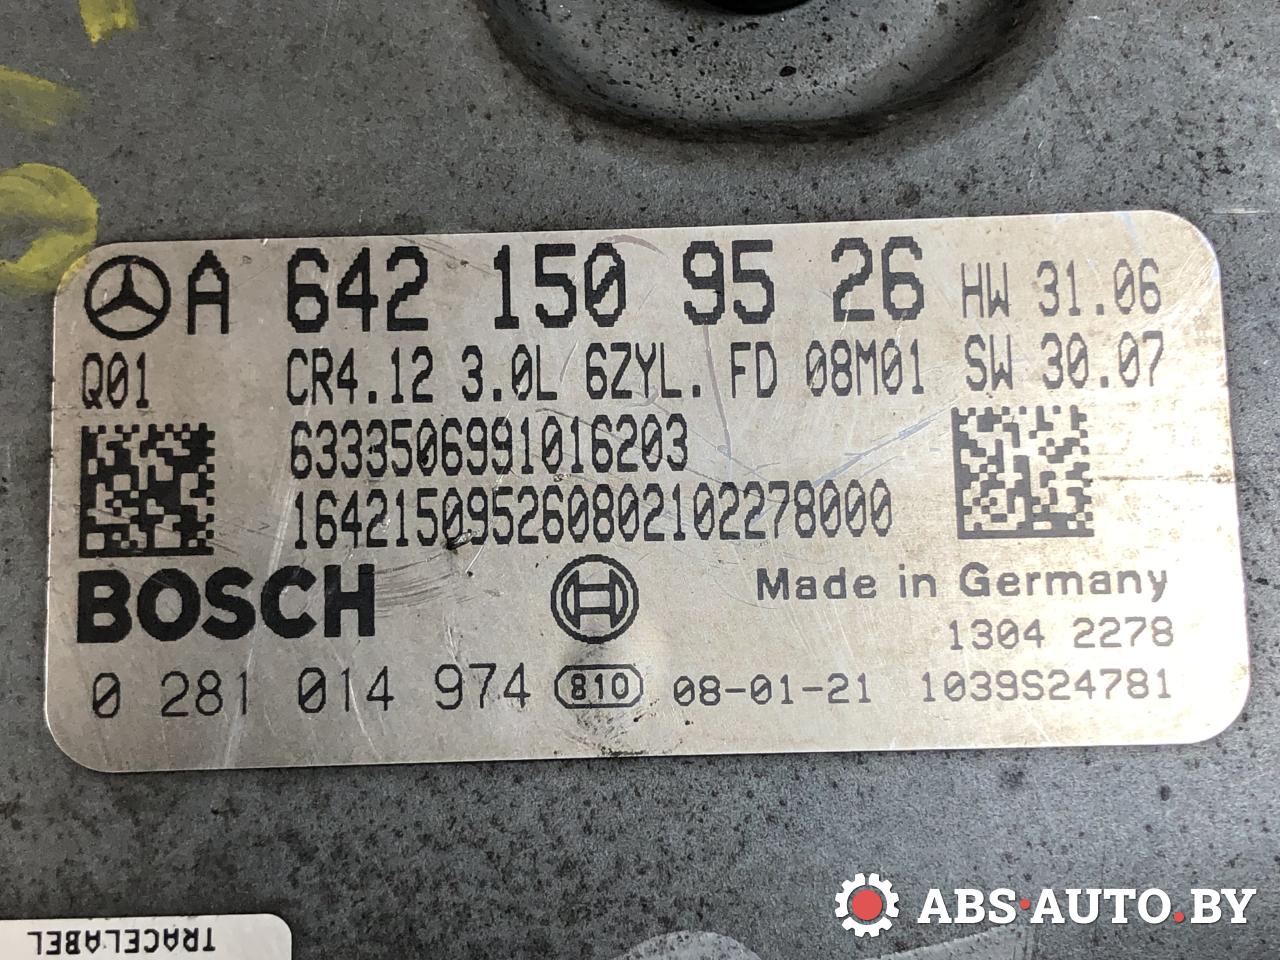 A 642 150 95 26 HW 31.06
Q01 CR4.12 3.0L 6ZYL. FD 08M01 SW 30.07
6333506991016203
164215095260802102278000
BOSCH Made in Germany
1304 2278
0 281 014 974 810 08-01-21 1039S24781
TRACELABEL
ABS·AUTO.BY